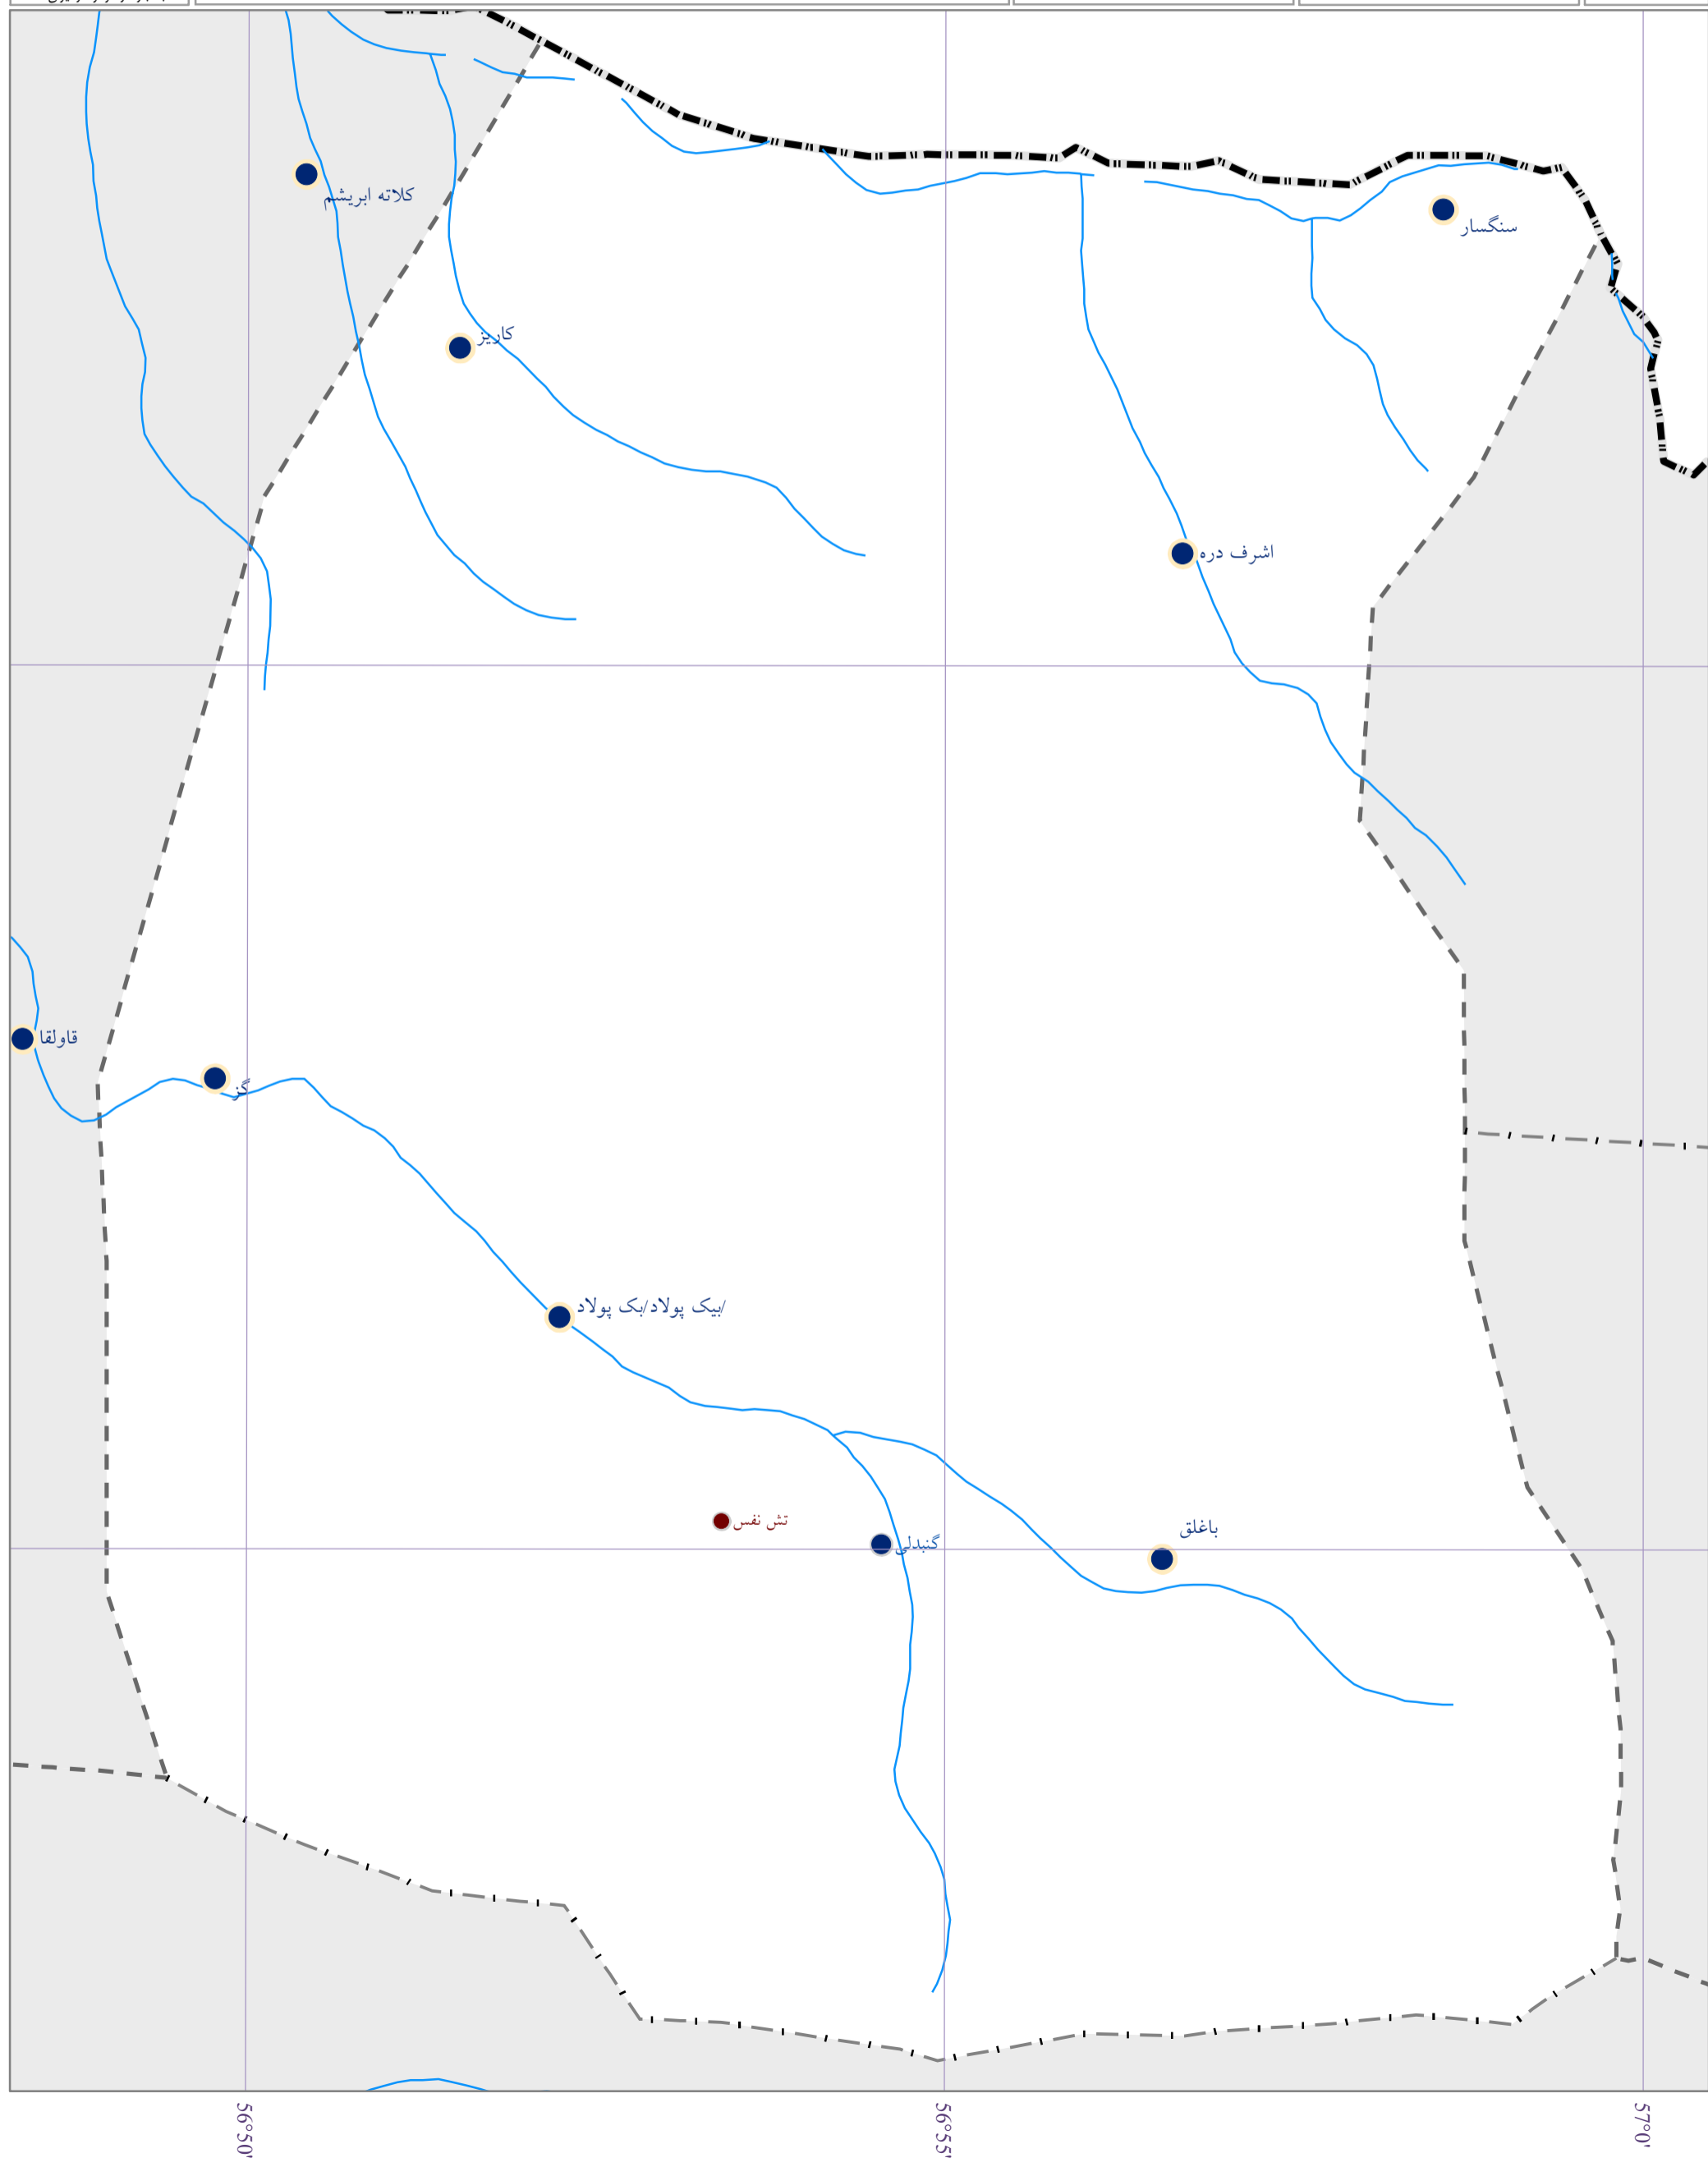 کلاته ابریشم
سنگسار
کاریز
اشرف دره
قاولقا
گز
بیک پولاد/بک پولاد/
تش نفس
گنبدلی
باغلق
56°50'
56°55'
57°0'